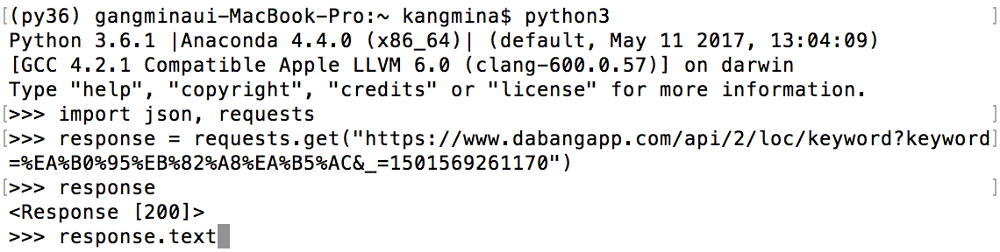 [(py36) gangminaui-MacBook-Pro:~ kangmina$ python3 ]
Python 3.6.1 |Anaconda 4.4.0 (x86_64)| (default, May 11 2017, 13:04:09)
[GCC 4.2.1 Compatible Apple LLVM 6.0 (clang-600.0.57)] on darwin
Type "help", "copyright", "credits" or "license" for more information.
[>>> import json, requests ]
[>>> response = requests.get("https://www.dabangapp.com/api/2/loc/keyword?keyword]
=%EA%B0%95%EB%82%A8%EA%B5%AC&_=1501569261170")
[>>> response ]
<Response [200]>
>>> response.text